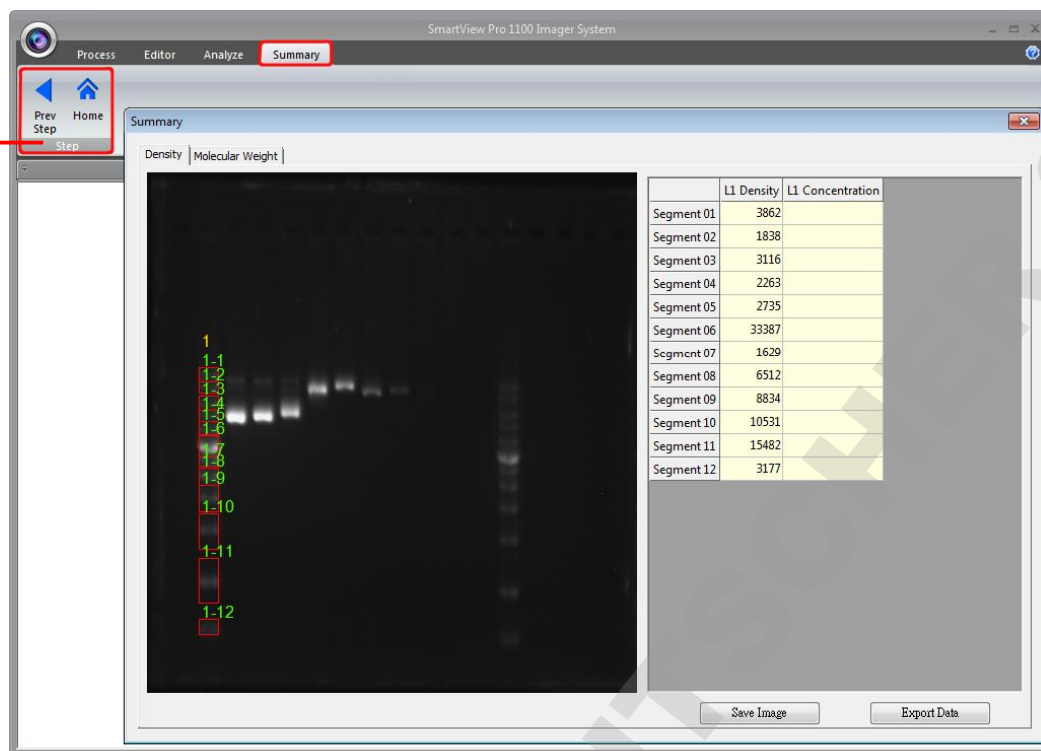 SmartView Pro 1100 Imager System
Process Editor Analyze Summary
Prev Step Home
Step
Summary
Density Molecular Weight
L1 Density L1 Concentration
Segment 01 3862
Segment 02 1838
Segment 03 3116
Segment 04 2263
Segment 05 2735
Segment 06 33387
Segment 07 1629
Segment 08 6512
Segment 09 8834
Segment 10 10531
Segment 11 15482
Segment 12 3177
1
1-1
1-2
1-3
1-4
1-5
1-6
1-7
1-8
1-9
1-10
1-11
1-12
Save Image Export Data